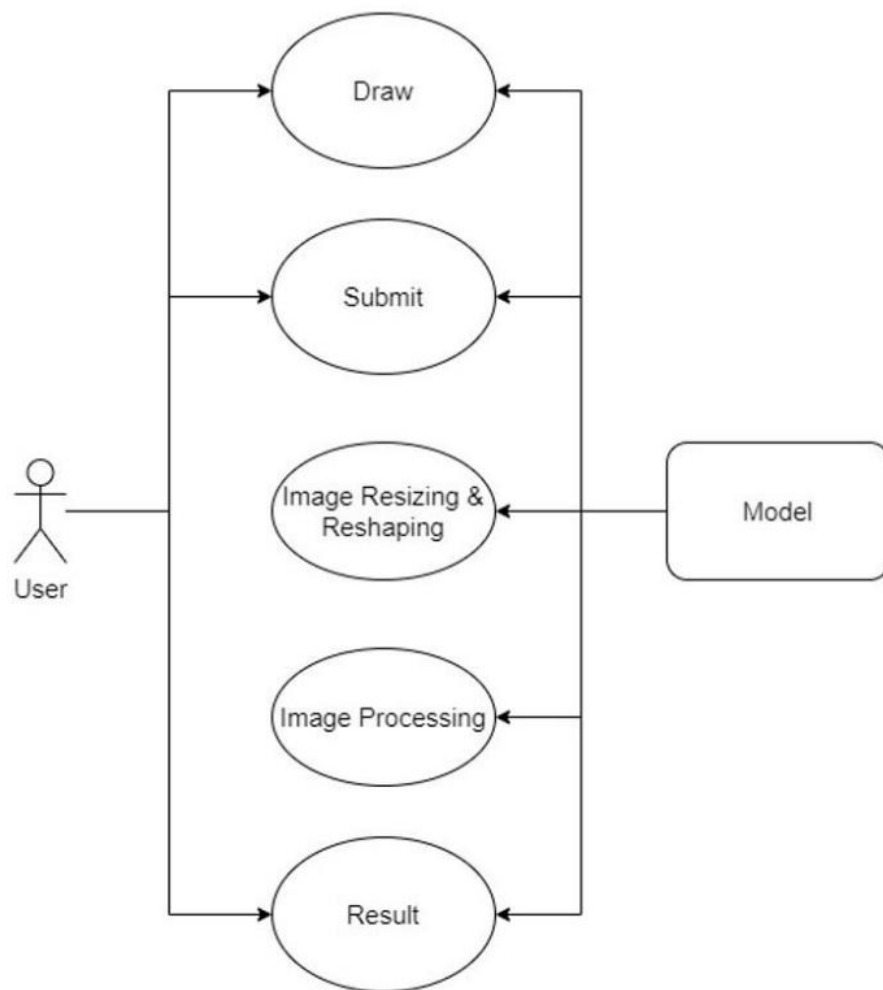 Draw
Submit
Image Resizing &
Reshaping
Model
User
Image Processing
Result